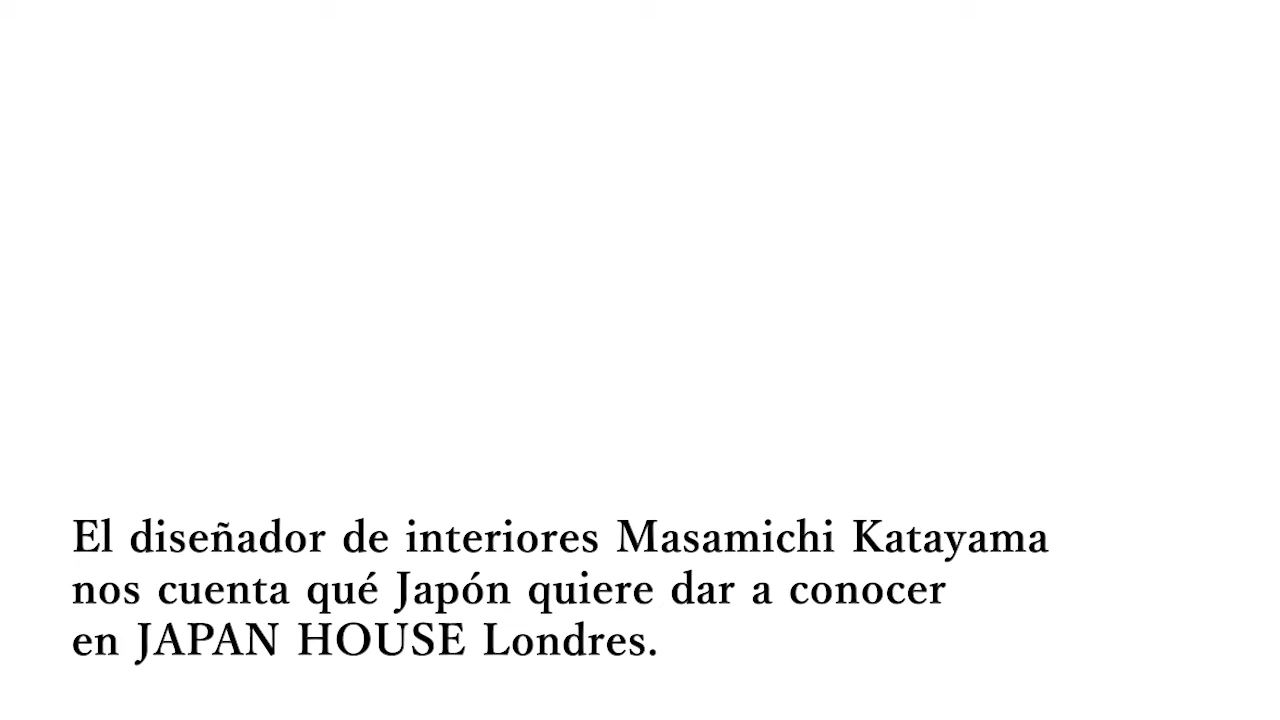 El diseñador de interiores Masamichi Katayama
nos cuenta qué Japón quiere dar a conocer
en JAPAN HOUSE Londres.